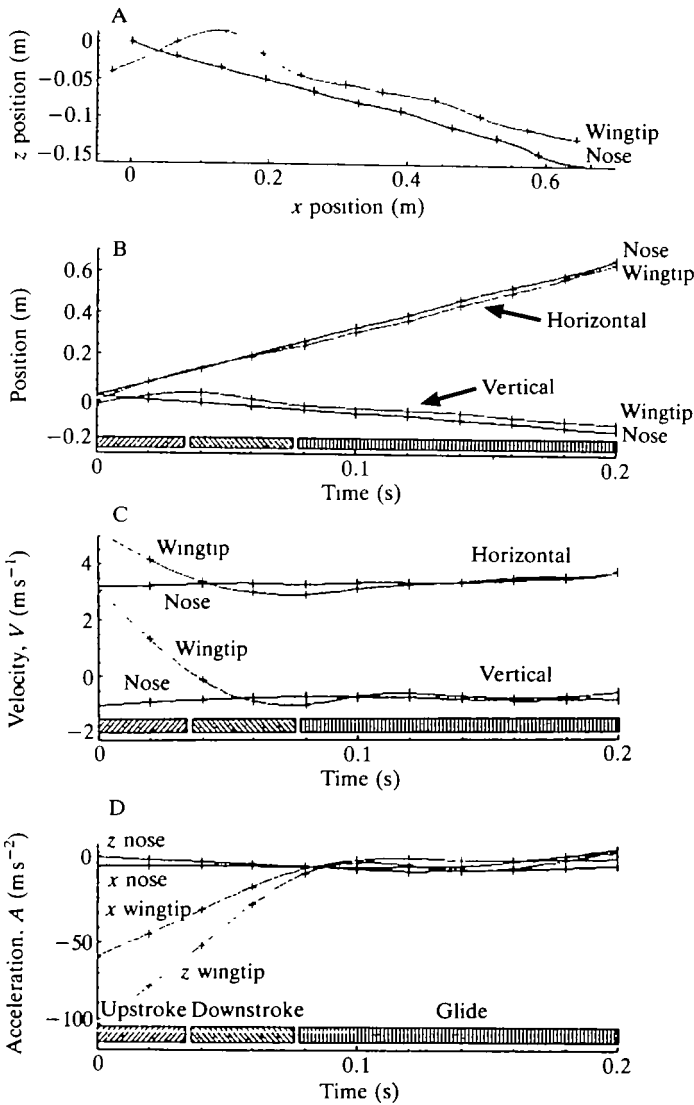 A
z position (m)
0
−0.05
−0.1
−0.15
Wingtip
Nose
0
0.2
0.4
0.6
x position (m)
B
Position (m)
0.6
0.4
0.2
0
−0.2
Nose
Wingtip
Horizontal
Vertical
Wingtip
Nose
0
0.1
0.2
Time (s)
C
Velocity, V (m s⁻¹)
4
2
0
−2
Wingtip
Horizontal
Nose
Wingtip
Nose
Vertical
0
0.1
0.2
Time (s)
D
Acceleration. A (m s⁻²)
0
−50
−100
z nose
x nose
x wingtip
z wingtip
Upstroke Downstroke Glide
0
0.1
0.2
Time (s)